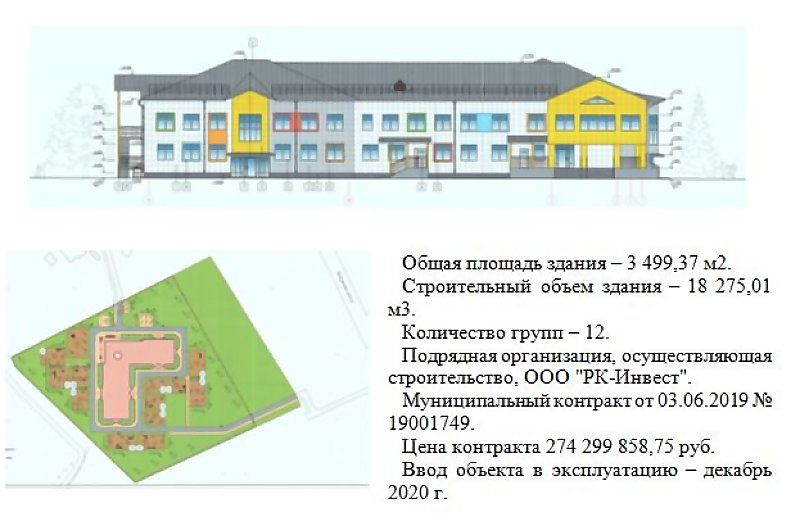 Общая площадь здания – 3 499,37 м2.
Строительный объем здания – 18 275,01
м3.
Количество групп – 12.
Подрядная организация, осуществляющая
строительство, ООО "РК-Инвест".
Муниципальный контракт от 03.06.2019 №
19001749.
Цена контракта 274 299 858,75 руб.
Ввод объекта в эксплуатацию – декабрь
2020 г.